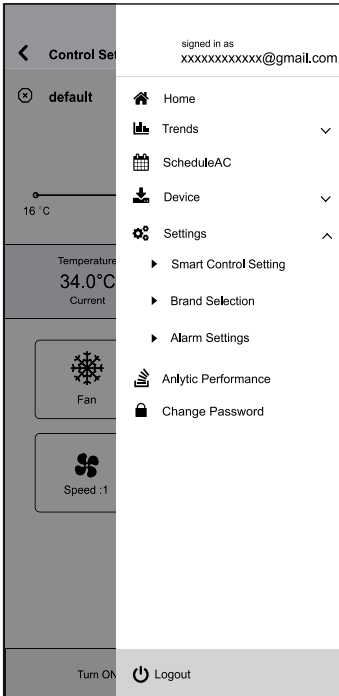 Control Set
default
16 °C
Temperature
34.0°C
Current
Fan
Speed :1
Turn ON
signed in as
xxxxxxxxxxxx@gmail.com
Home
Trends
ScheduleAC
Device
Settings
Smart Control Setting
Brand Selection
Alarm Settings
Anlytic Performance
Change Password
Logout